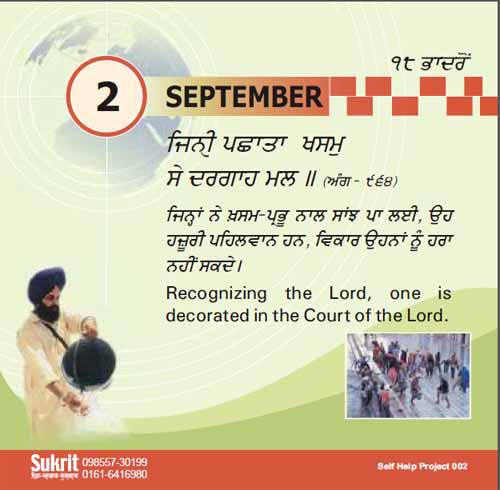 ੧੮ ਭਾਦਰੋਂ
2 SEPTEMBER
ਜਿਨੀ੍ ਪਛਾਤਾ ਖਸਮੁ
ਸੇ ਦਰਗਾਹ ਮਲ ॥ (ਅੰਗ - ੯੬੪)
ਜਿਨ੍ਹਾਂ ਨੇ ਖ਼ਸਮ-ਪ੍ਰਭੂ ਨਾਲ ਸਾਂਝ ਪਾ ਲਈ, ਉਹ
ਹਜ਼ੂਰੀ ਪਹਿਲਵਾਨ ਹਨ, ਵਿਕਾਰ ਉਹਨਾਂ ਨੂੰ ਹਰਾ
ਨਹੀਂ ਸਕਦੇ।
Recognizing the Lord, one is
decorated in the Court of the Lord.
Sukrit 098557-30199
0161-6416980
Self Help Project 002